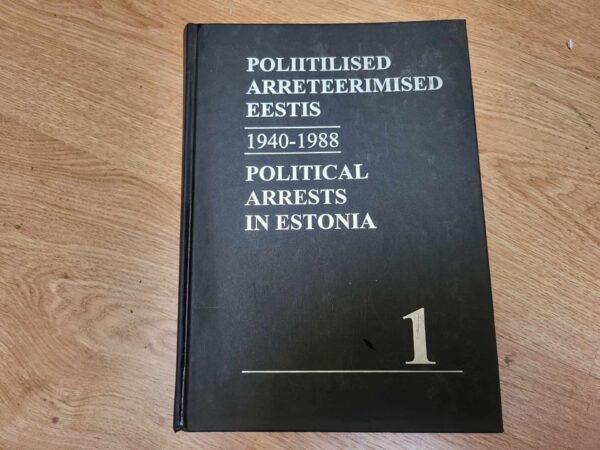 POLIITILISED
ARRETEERIMISED
EESTIS
1940-1988
POLITICAL
ARRESTS
IN ESTONIA
1